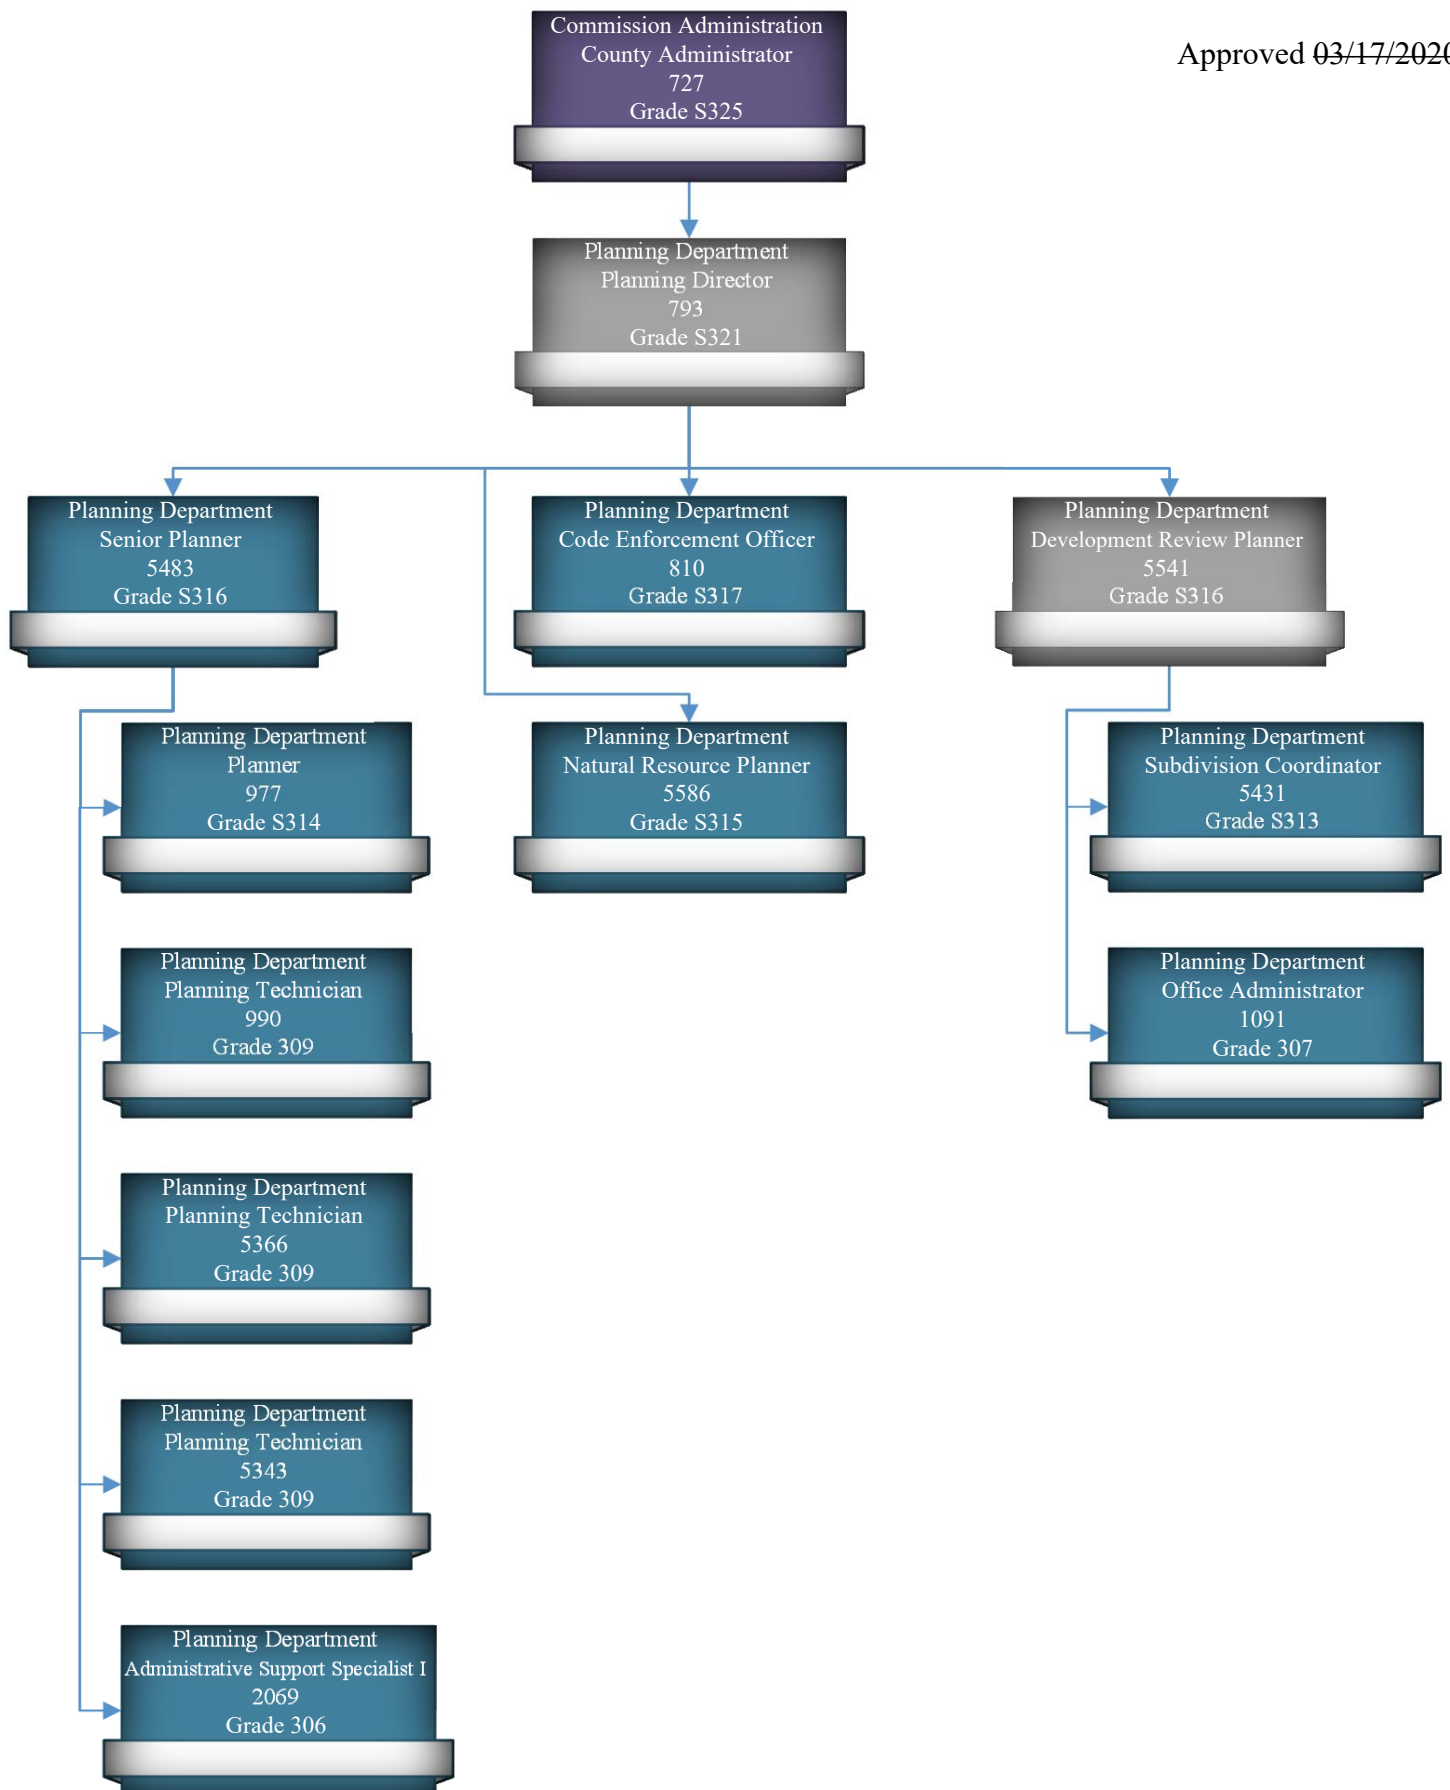 Commission Administration
County Administrator
727
Grade S325
Approved 03/17/2020
Planning Department
Planning Director
793
Grade S321
Planning Department
Senior Planner
5483
Grade S316
Planning Department
Code Enforcement Officer
810
Grade S317
Planning Department
Development Review Planner
5541
Grade S316
Planning Department
Planner
977
Grade S314
Planning Department
Natural Resource Planner
5586
Grade S315
Planning Department
Subdivision Coordinator
5431
Grade S313
Planning Department
Planning Technician
990
Grade 309
Planning Department
Office Administrator
1091
Grade 307
Planning Department
Planning Technician
5366
Grade 309
Planning Department
Planning Technician
5343
Grade 309
Planning Department
Administrative Support Specialist I
2069
Grade 306